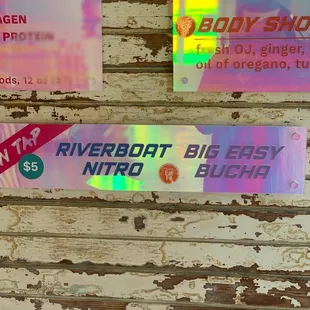 AGEN
PROTEIN
ods, 12 oz
BODY SHO
fresh OJ, ginger,
oil of oregano, tu
N TAP
$5
RIVERBOAT BIG EASY
NITRO BUCHA